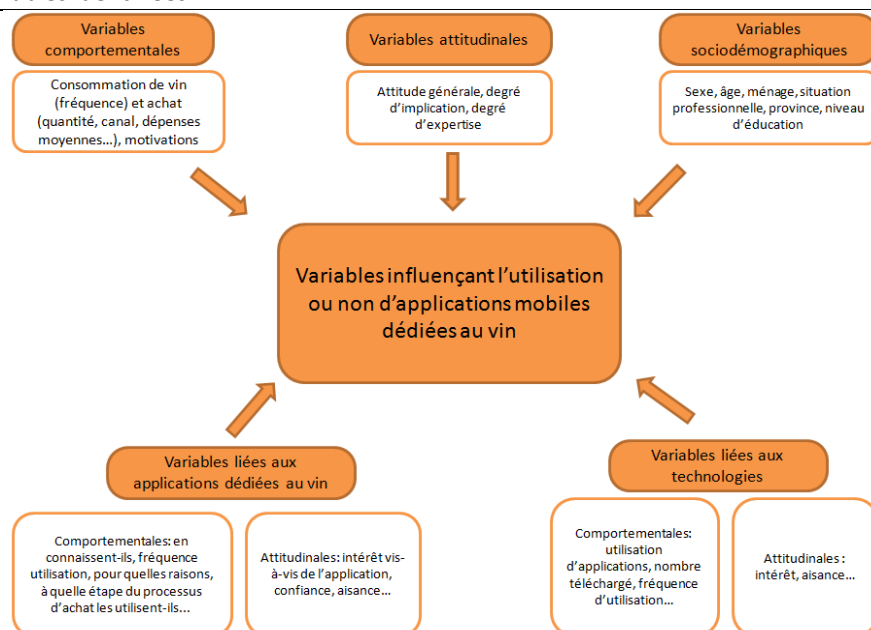 Variables
comportementales
Consommation de vin
(fréquence) et achat
(quantité, canal, dépenses
moyennes...), motivations
Variables attitudinales
Attitude générale, degré
d'implication, degré
d'expertise
Variables
sociodémographiques
Sexe, âge, ménage, situation
professionnelle, province, niveau
d'éducation
Variables influençant l'utilisation
ou non d'applications mobiles
dédiées au vin
Variables liées aux
applications dédiées au vin
Comportementales: en
connaissent-ils, fréquence
utilisation, pour quelles raisons,
à quelle étape du processus
d'achat les utilisent-ils...
Attitudinales: intérêt vis-
à-vis de l'application,
confiance, aisance...
Variables liées aux
technologies
Comportementales:
utilisation
d'applications, nombre
téléchargé, fréquence
d'utilisation...
Attitudinales :
intérêt, aisance...